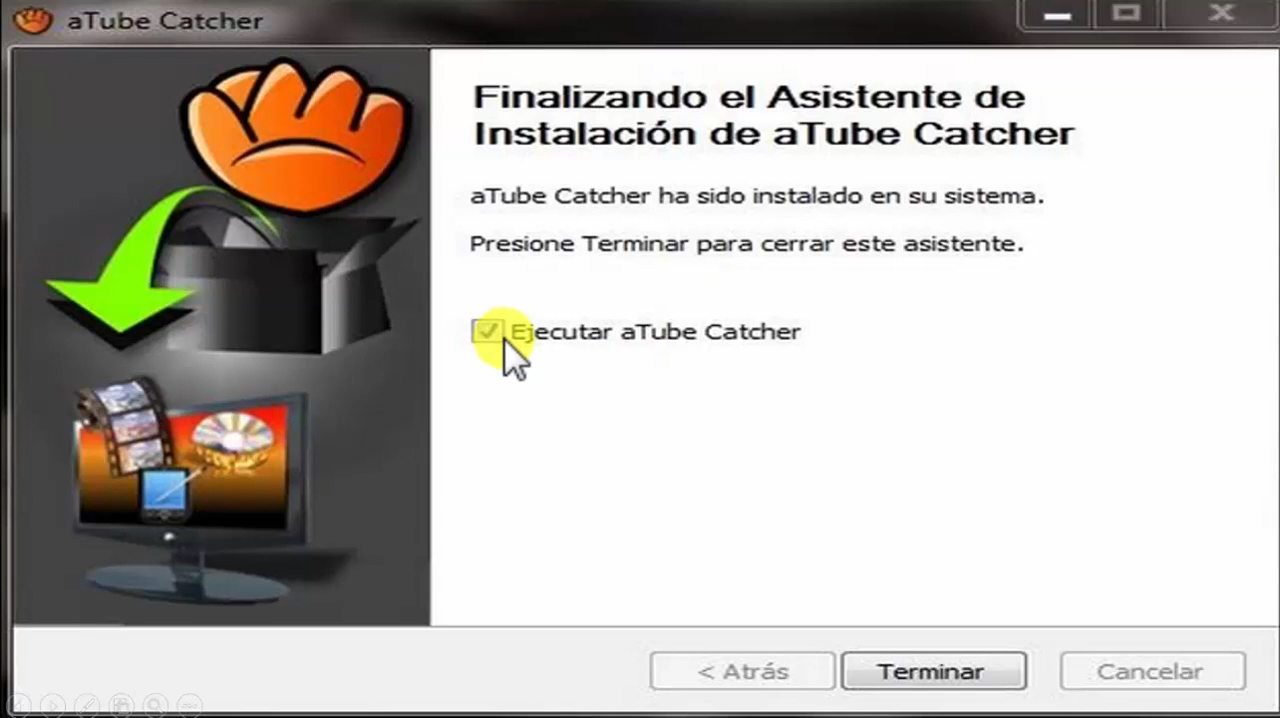 aTube Catcher
Finalizando el Asistente de
Instalación de aTube Catcher
aTube Catcher ha sido instalado en su sistema.
Presione Terminar para cerrar este asistente.
Ejecutar aTube Catcher
< Atrás
Terminar
Cancelar